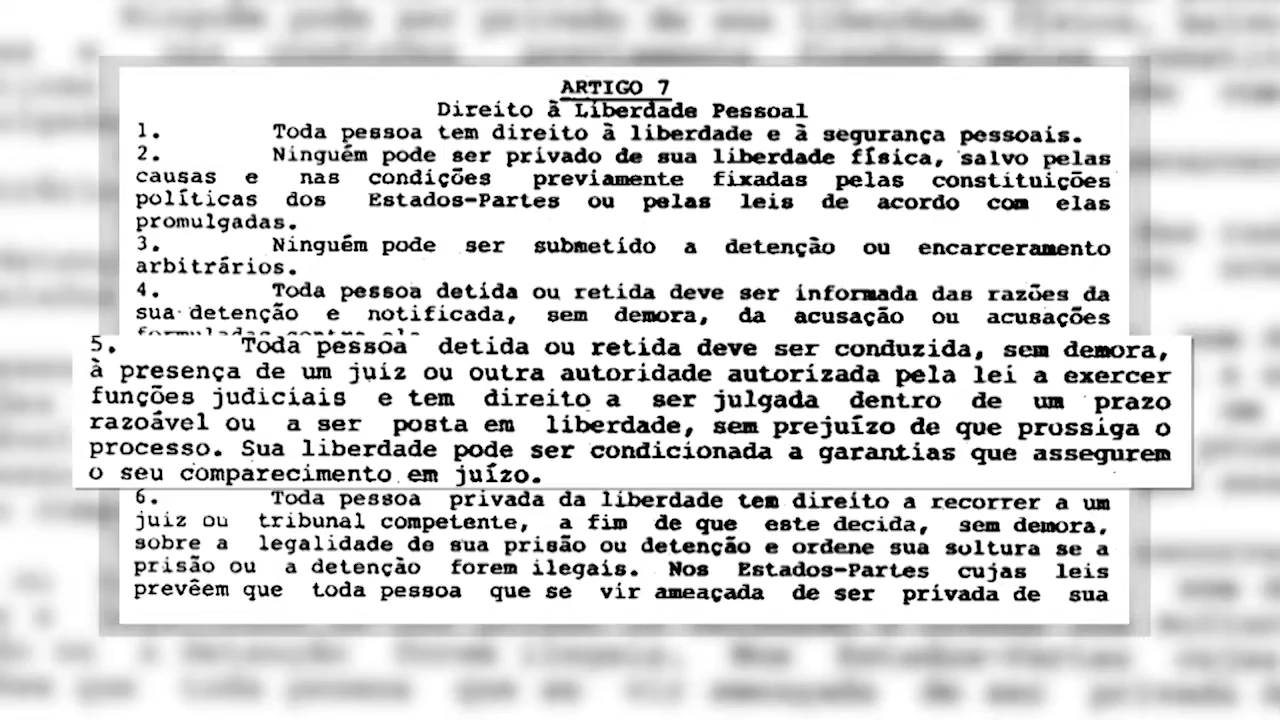 ARTIGO 7
Direito à Liberdade Pessoal
1. Toda pessoa tem direito à liberdade e à segurança pessoais.
2. Ninguém pode ser privado de sua liberdade física, salvo pelas
causas e nas condições previamente fixadas pelas constituições
políticas dos Estados-Partes ou pelas leis de acordo com elas
promulgadas.
3. Ninguém pode ser submetido a detenção ou encarceramento
arbitrários.
4. Toda pessoa detida ou retida deve ser informada das razões da
sua detenção e notificada, sem demora, da acusação ou acusações
formuladas contra ela
5. Toda pessoa detida ou retida deve ser conduzida, sem demora,
à presença de um juiz ou outra autoridade autorizada pela lei a exercer
funções judiciais e tem direito a ser julgada dentro de um prazo
razoável ou a ser posta em liberdade, sem prejuízo de que prossiga o
processo. Sua liberdade pode ser condicionada a garantias que assegurem
o seu comparecimento em juízo.
6. Toda pessoa privada da liberdade tem direito a recorrer a um
juiz ou tribunal competente, a fim de que este decida, sem demora,
sobre a legalidade de sua prisão ou detenção e ordene sua soltura se a
prisão ou a detenção forem ilegais. Nos Estados-Partes cujas leis
prevêem que toda pessoa que se vir ameaçada de ser privada de sua